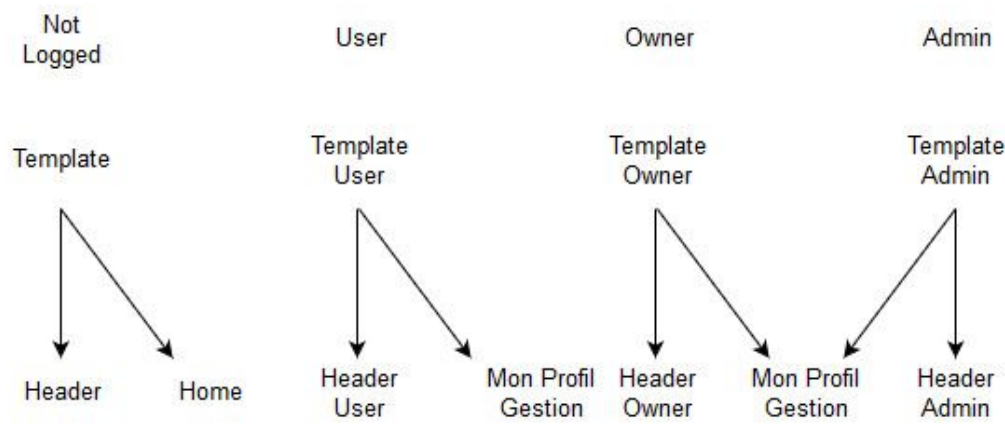 Not
Logged
User
Owner
Admin
Template
Template
User
Template
Owner
Template
Admin
Header
Home
Header
User
Mon Profil
Gestion
Header
Owner
Mon Profil
Gestion
Header
Admin